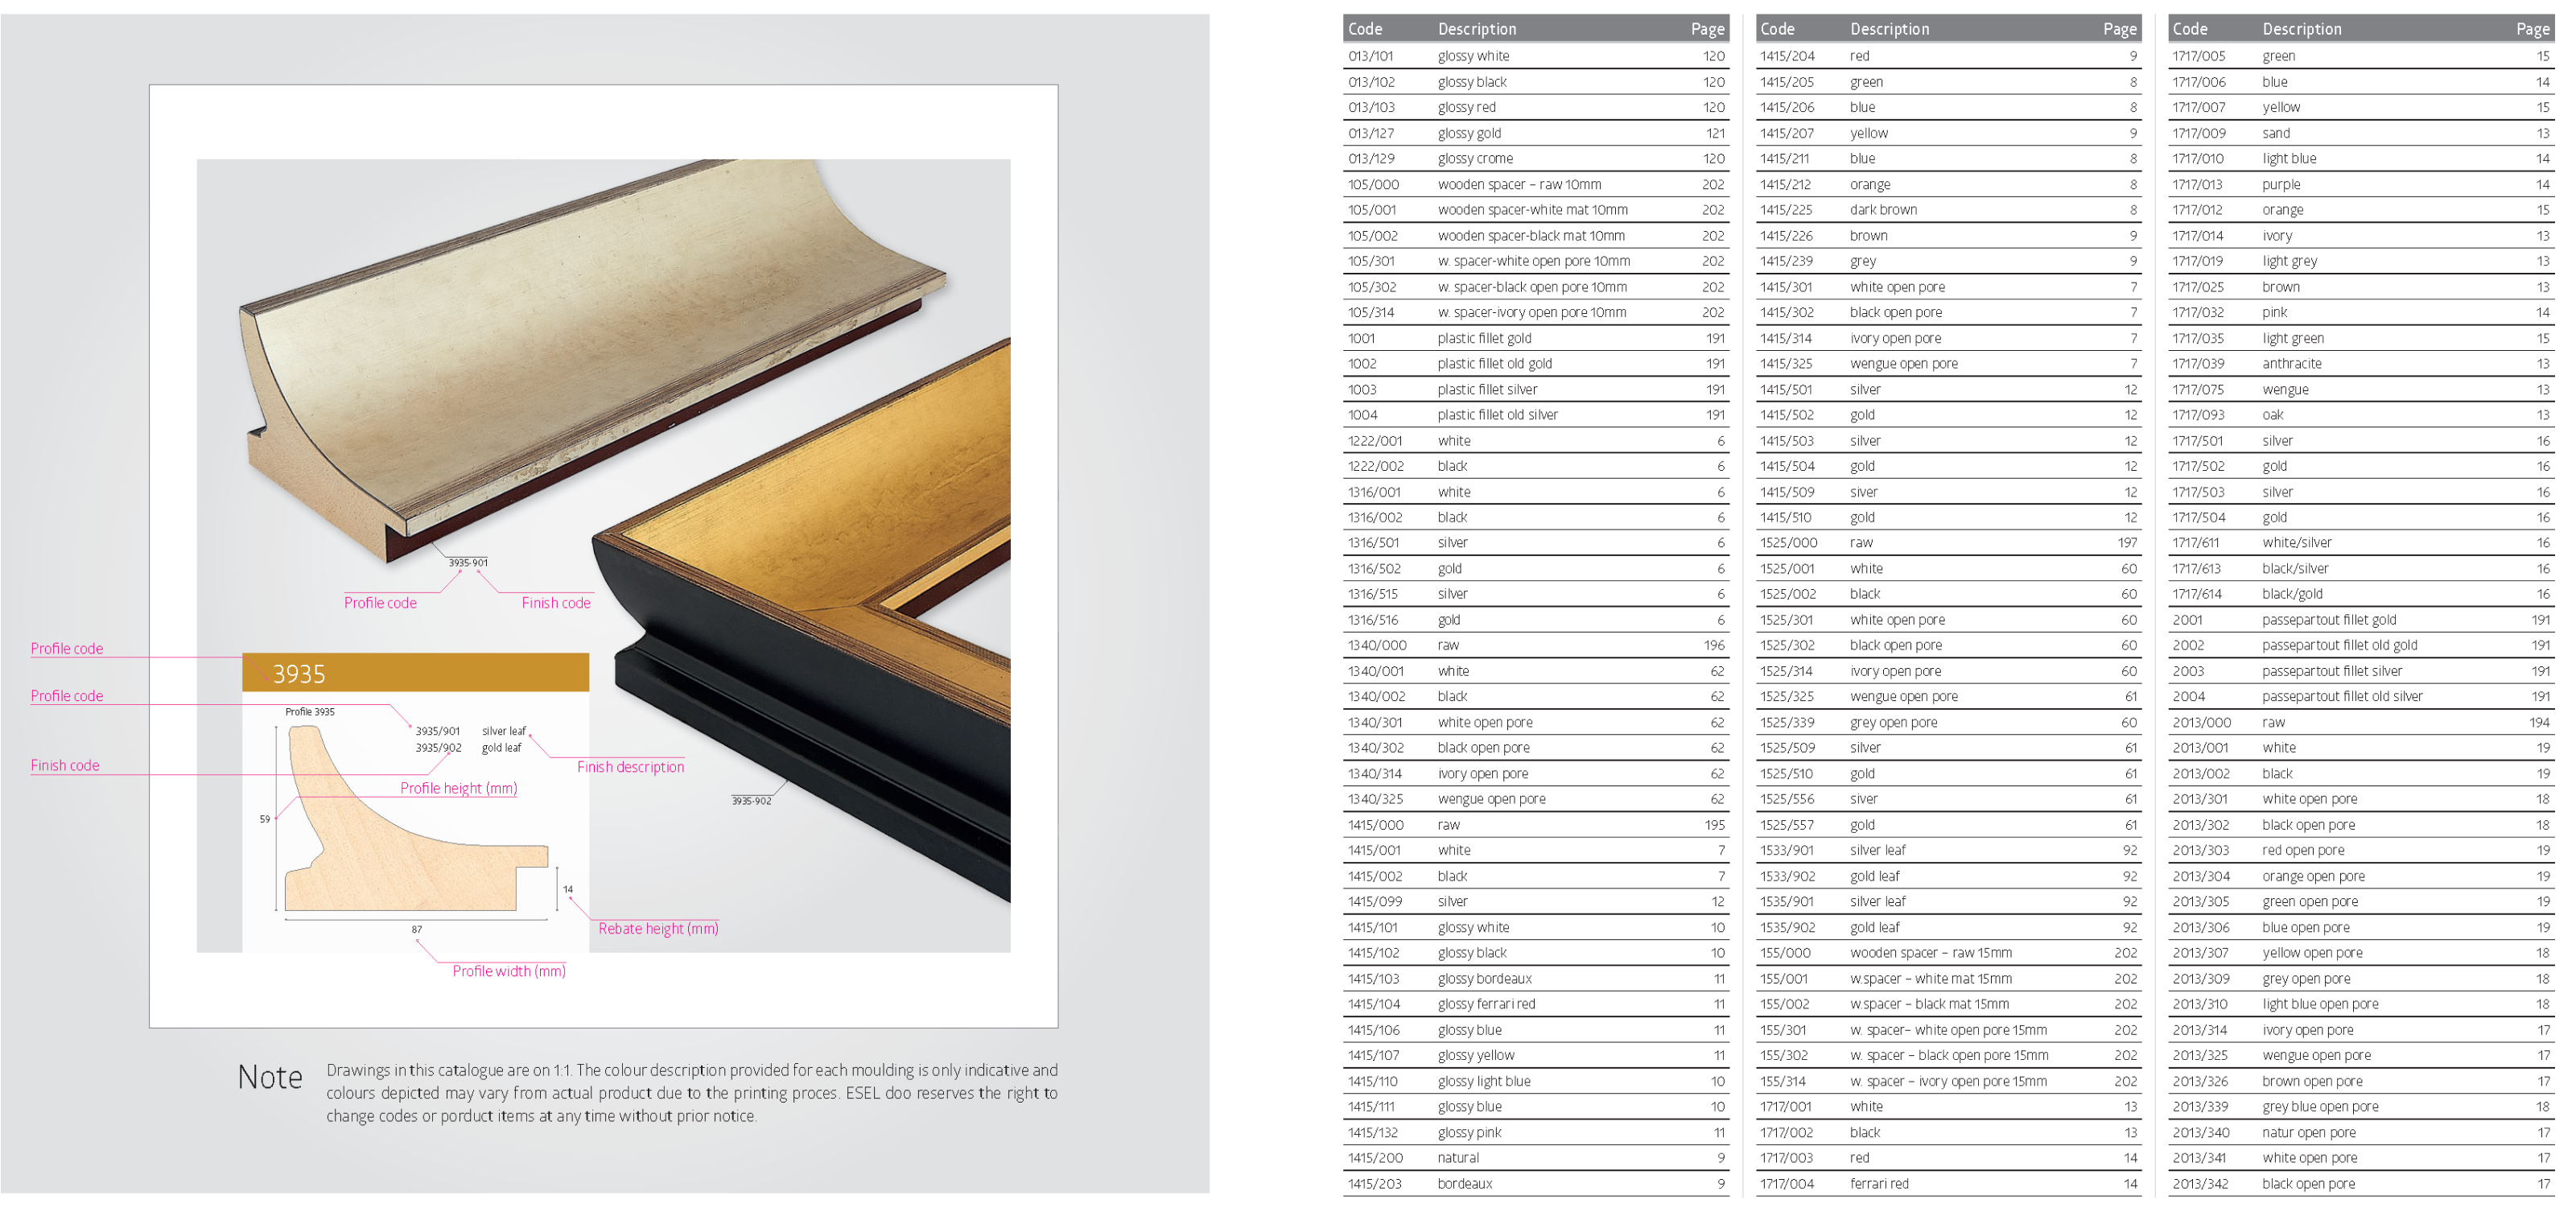 3935-901
Profile code
Finish code
Profile code
3935
Profile code
Profile 3935
3935/901 silver leaf
3935/902 gold leaf
Finish code
Finish description
Profile height (mm)
3935-902
59
14
Rebate height (mm)
87
Profile width (mm)
Note
Drawings in this catalogue are on 1:1. The colour description provided for each moulding is only indicative and
colours depicted may vary from actual product due to the printing proces. ESEL doo reserves the right to
change codes or porduct items at any time without prior notice.
Code Description Page
013/101 glossy white 120
013/102 glossy black 120
013/103 glossy red 120
013/127 glossy gold 121
013/129 glossy crome 120
105/000 wooden spacer – raw 10mm 202
105/001 wooden spacer-white mat 10mm 202
105/002 wooden spacer-black mat 10mm 202
105/301 w. spacer-white open pore 10mm 202
105/302 w. spacer-black open pore 10mm 202
105/314 w. spacer-ivory open pore 10mm 202
1001 plastic fillet gold 191
1002 plastic fillet old gold 191
1003 plastic fillet silver 191
1004 plastic fillet old silver 191
1222/001 white 6
1222/002 black 6
1316/001 white 6
1316/002 black 6
1316/501 silver 6
1316/502 gold 6
1316/515 silver 6
1316/516 gold 6
1340/000 raw 196
1340/001 white 62
1340/002 black 62
1340/301 white open pore 62
1340/302 black open pore 62
1340/314 ivory open pore 62
1340/325 wengue open pore 62
1415/000 raw 195
1415/001 white 7
1415/002 black 7
1415/099 silver 12
1415/101 glossy white 10
1415/102 glossy black 10
1415/103 glossy bordeaux 11
1415/104 glossy ferrari red 11
1415/106 glossy blue 11
1415/107 glossy yellow 11
1415/110 glossy light blue 10
1415/111 glossy blue 10
1415/132 glossy pink 11
1415/200 natural 9
1415/203 bordeaux 9
Code Description Page
1415/204 red 9
1415/205 green 8
1415/206 blue 8
1415/207 yellow 9
1415/211 blue 8
1415/212 orange 8
1415/225 dark brown 8
1415/226 brown 9
1415/239 grey 9
1415/301 white open pore 7
1415/302 black open pore 7
1415/314 ivory open pore 7
1415/325 wengue open pore 7
1415/501 silver 12
1415/502 gold 12
1415/503 silver 12
1415/504 gold 12
1415/509 siver 12
1415/510 gold 12
1525/000 raw 197
1525/001 white 60
1525/002 black 60
1525/301 white open pore 60
1525/302 black open pore 60
1525/314 ivory open pore 60
1525/325 wengue open pore 61
1525/339 grey open pore 60
1525/509 silver 61
1525/510 gold 61
1525/556 siver 61
1525/557 gold 61
1533/901 silver leaf 92
1533/902 gold leaf 92
1535/901 silver leaf 92
1535/902 gold leaf 92
155/000 wooden spacer – raw 15mm 202
155/001 w.spacer – white mat 15mm 202
155/002 w.spacer – black mat 15mm 202
155/301 w. spacer– white open pore 15mm 202
155/302 w. spacer – black open pore 15mm 202
155/314 w. spacer – ivory open pore 15mm 202
1717/001 white 13
1717/002 black 13
1717/003 red 14
1717/004 ferrari red 14
Code Description Page
1717/005 green 15
1717/006 blue 14
1717/007 yellow 15
1717/009 sand 13
1717/010 light blue 14
1717/013 purple 14
1717/012 orange 15
1717/014 ivory 13
1717/019 light grey 13
1717/025 brown 13
1717/032 pink 14
1717/035 light green 15
1717/039 anthracite 13
1717/075 wengue 13
1717/093 oak 13
1717/501 silver 16
1717/502 gold 16
1717/503 silver 16
1717/504 gold 16
1717/611 white/silver 16
1717/613 black/silver 16
1717/614 black/gold 16
2001 passepartout fillet gold 191
2002 passepartout fillet old gold 191
2003 passepartout fillet silver 191
2004 passepartout fillet old silver 191
2013/000 raw 194
2013/001 white 19
2013/002 black 19
2013/301 white open pore 18
2013/302 black open pore 18
2013/303 red open pore 19
2013/304 orange open pore 19
2013/305 green open pore 19
2013/306 blue open pore 19
2013/307 yellow open pore 18
2013/309 grey open pore 18
2013/310 light blue open pore 18
2013/314 ivory open pore 17
2013/325 wengue open pore 17
2013/326 brown open pore 17
2013/339 grey blue open pore 18
2013/340 natur open pore 17
2013/341 white open pore 17
2013/342 black open pore 17